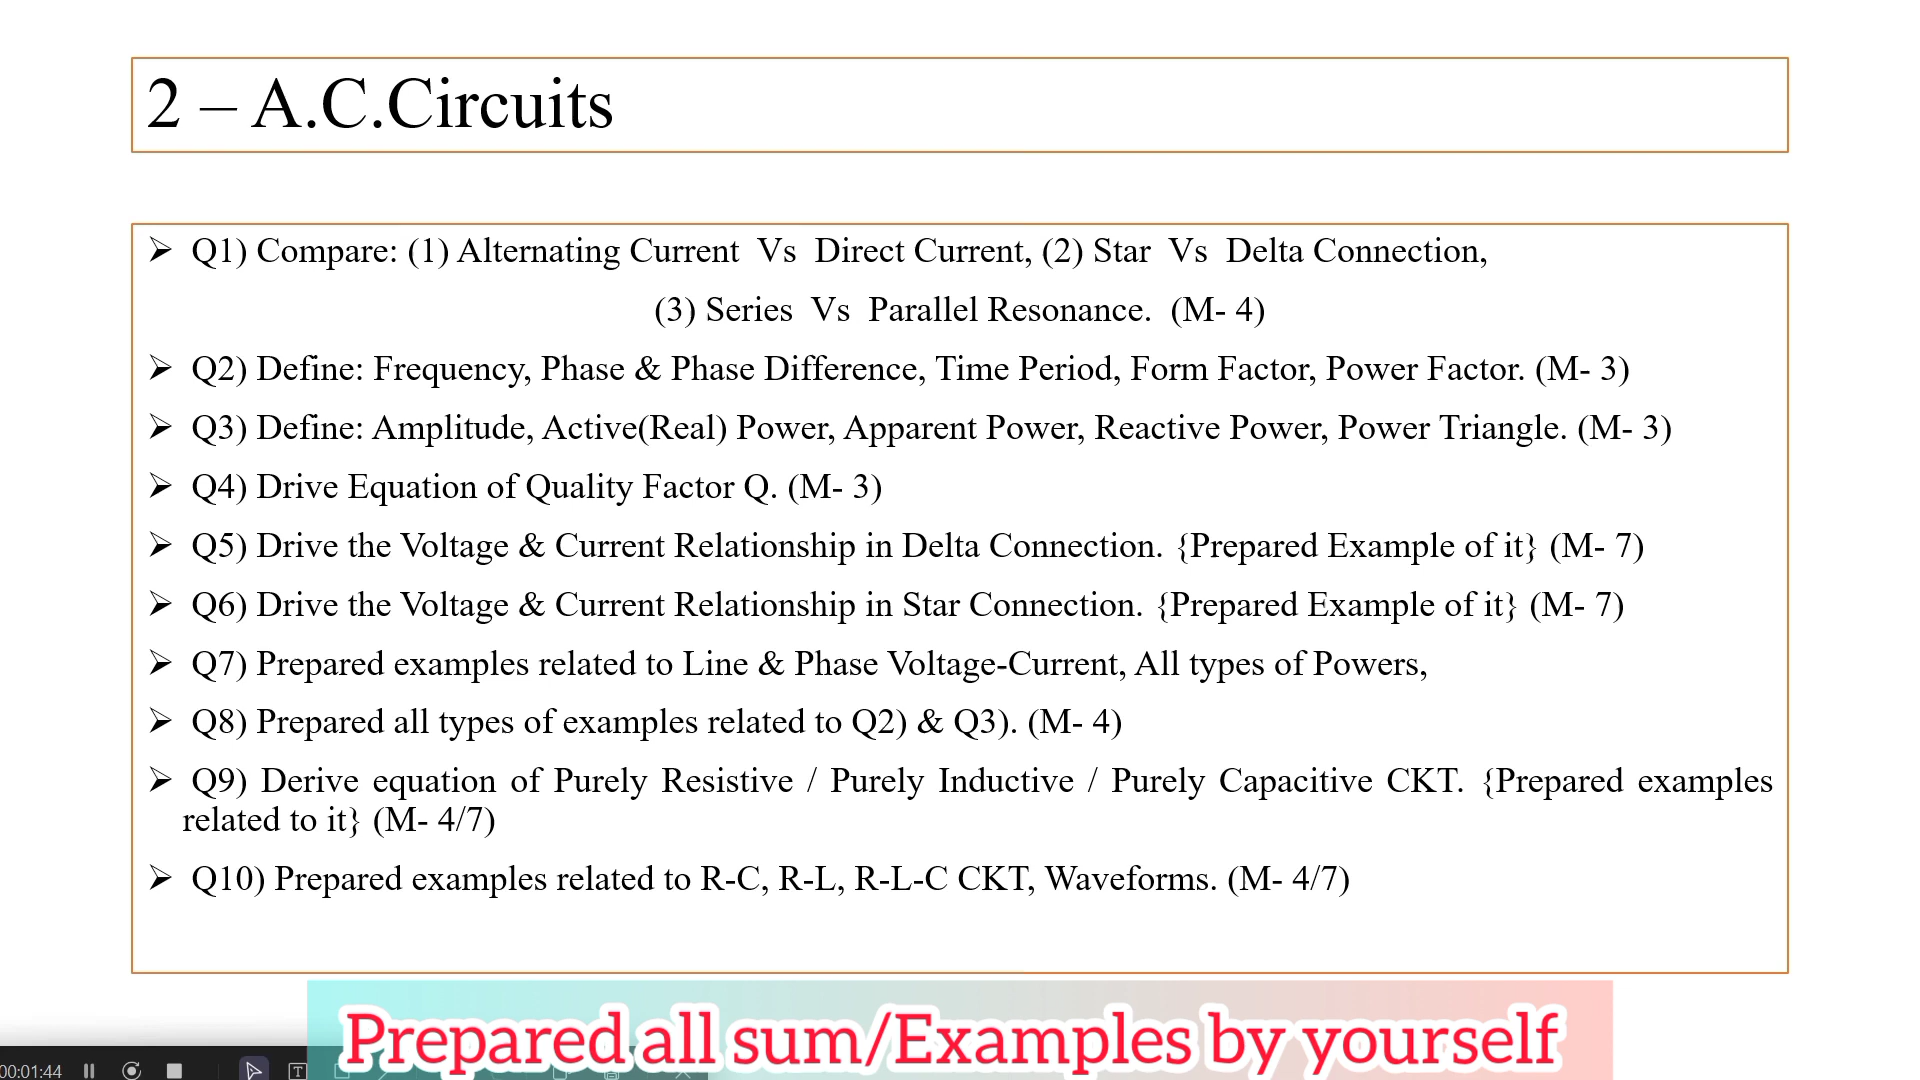 2 – A.C.Circuits
➢ Q1) Compare: (1) Alternating Current Vs Direct Current, (2) Star Vs Delta Connection,
(3) Series Vs Parallel Resonance. (M- 4)
➢ Q2) Define: Frequency, Phase & Phase Difference, Time Period, Form Factor, Power Factor. (M- 3)
➢ Q3) Define: Amplitude, Active(Real) Power, Apparent Power, Reactive Power, Power Triangle. (M- 3)
➢ Q4) Drive Equation of Quality Factor Q. (M- 3)
➢ Q5) Drive the Voltage & Current Relationship in Delta Connection. {Prepared Example of it} (M- 7)
➢ Q6) Drive the Voltage & Current Relationship in Star Connection. {Prepared Example of it} (M- 7)
➢ Q7) Prepared examples related to Line & Phase Voltage-Current, All types of Powers,
➢ Q8) Prepared all types of examples related to Q2) & Q3). (M- 4)
➢ Q9) Derive equation of Purely Resistive / Purely Inductive / Purely Capacitive CKT. {Prepared examples
related to it} (M- 4/7)
➢ Q10) Prepared examples related to R-C, R-L, R-L-C CKT, Waveforms. (M- 4/7)
Prepared all sum/Examples by yourself
00:01:44